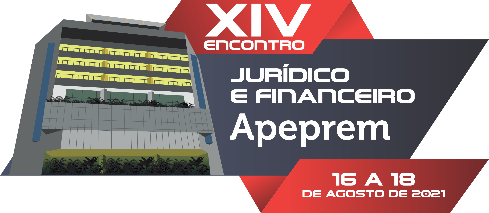 XIV
ENCONTRO
JURÍDICO
E FINANCEIRO
Apeprem
16 A 18
DE AGOSTO DE 2021